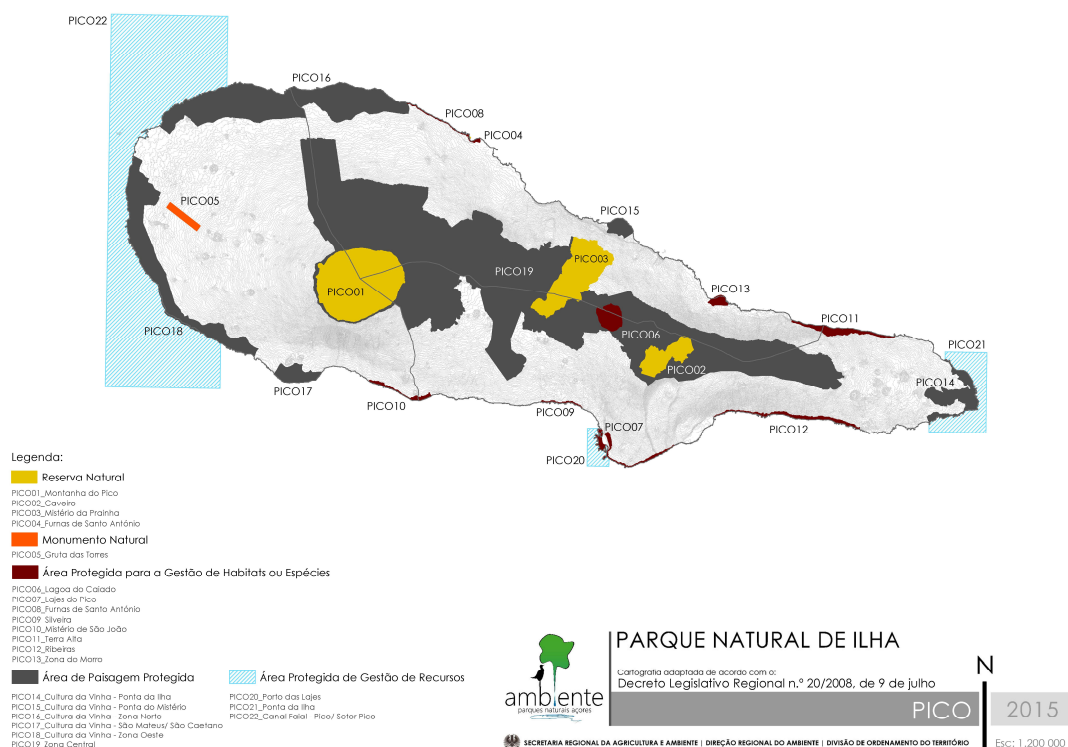 PICO22
PICO16
PICO08
PICO04
PICO05
PICO15
PICO03
PICO19
PICO01
PICO13
PICO18
PICO06
PICO11
PICO21
PICO02
PICO14
PICO17
PICO10
PICO09
PICO07
PICO12
PICO20
Legenda:
Reserva Natural
PICO01_Montanha do Pico
PICO02_Caveiro
PICO03_Mistério da Prainha
PICO04_Furnas de Santo António
Monumento Natural
PICO05_Gruta das Torres
Área Protegida para a Gestão de Habitats ou Espécies
PICO06_Lagoa do Caiado
PICO07_Lajes do Pico
PICO08_Furnas de Santo António
PICO09_Silveira
PICO10_Mistério de São João
PICO11_Terra Alta
PICO12_Ribeiras
PICO13_Zona do Morro
Área de Paisagem Protegida
PICO14_Cultura da Vinha - Ponta da Ilha
PICO15_Cultura da Vinha - Ponta do Mistério
PICO16_Cultura da Vinha - Zona Norte
PICO17_Cultura da Vinha - São Mateus/ São Caetano
PICO18_Cultura da Vinha - Zona Oeste
PICO19_Zona Central
Área Protegida de Gestão de Recursos
PICO20_Porto das Lajes
PICO21_Ponta da Ilha
PICO22_Canal Faial - Pico/ Setor Pico
ambiente
parques naturais açores
PARQUE NATURAL DE ILHA
Cartografia adaptada de acordo com o:
Decreto Legislativo Regional n.º 20/2008, de 9 de julho
PICO
N
2015
SECRETARIA REGIONAL DA AGRICULTURA E AMBIENTE | DIREÇÃO REGIONAL DO AMBIENTE | DIVISÃO DE ORDENAMENTO DO TERRITÓRIO
Esc: 1.200 000